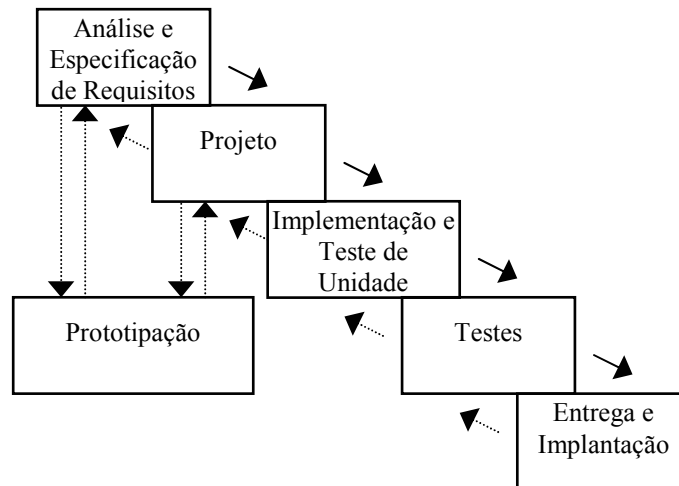 Análise e
Especificação
de Requisitos
Projeto
Implementação e
Teste de
Unidade
Prototipação
Testes
Entrega e
Implantação